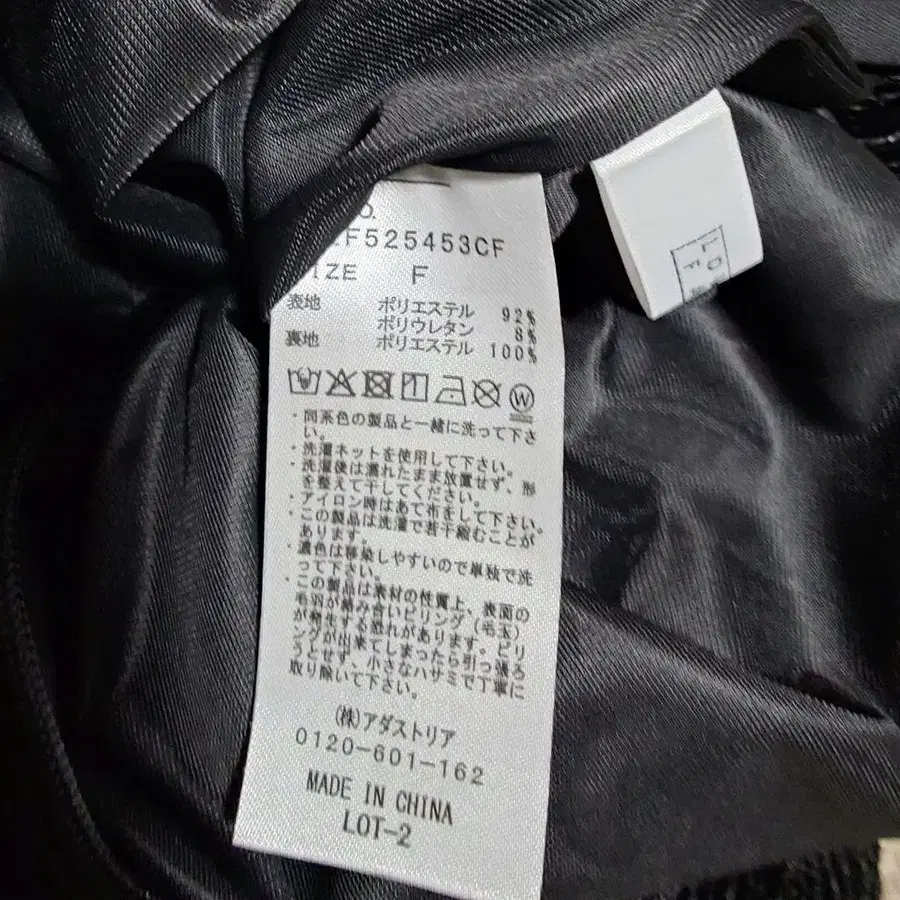 F525453CF
SIZE F
表地 ポリエステル 92%
ポリウレタン 8%
裏地 ポリエステル 100%
W
・同系色の製品と一緒に洗って下さ
い。
・洗濯ネットを使用して下さい。
・洗濯後は濡れたまま放置せず、形
を整えて干してください。
・アイロン時はあて布をして下さい。
・この製品は洗濯で若干縮むことが
あります。
・濃色は移染しやすいので単独で洗
って下さい。
・この製品は素材の性質上、表面の
毛羽が絡み合いピリング(毛玉)
が発生する恐れがあります。ピリ
ングが出来てしまったら引っ張ろ
うとせず、小さなハサミで丁寧に
取り除いて下さい。
(株)アダストリア
0120-601-162
MADE IN CHINA
LOT-2